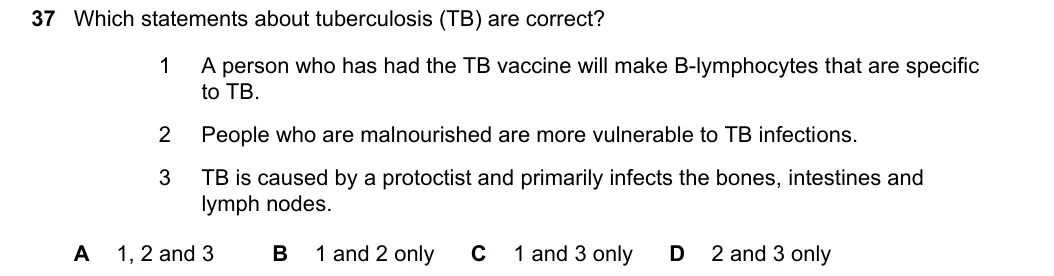 37 Which statements about tuberculosis (TB) are correct?
1 A person who has had the TB vaccine will make B-lymphocytes that are specific
to TB.
2 People who are malnourished are more vulnerable to TB infections.
3 TB is caused by a protoctist and primarily infects the bones, intestines and
lymph nodes.
A 1, 2 and 3 B 1 and 2 only C 1 and 3 only D 2 and 3 only